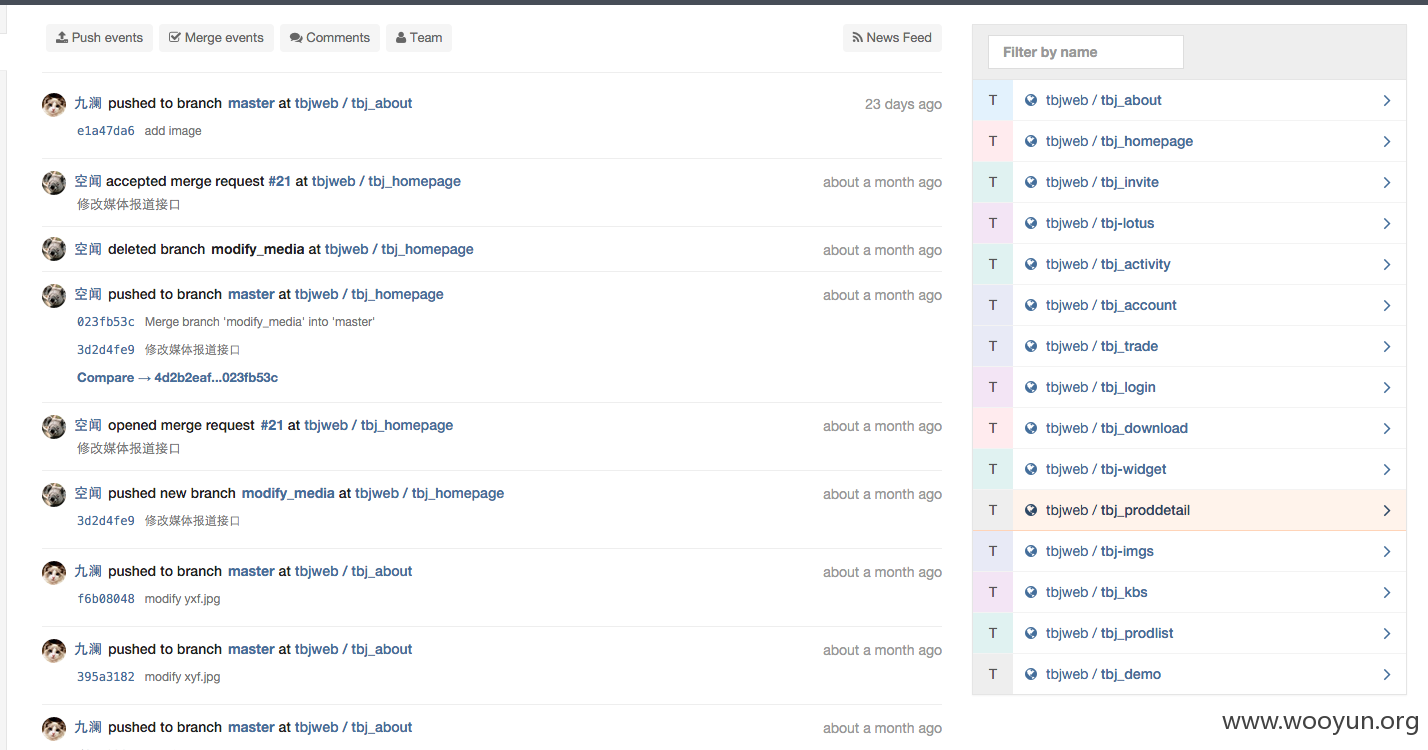 Push events Merge events Comments Team News Feed
九澜 pushed to branch master at tbjweb / tbj_about 23 days ago
e1a47da6 add image
空闻 accepted merge request #21 at tbjweb / tbj_homepage about a month ago
修改媒体报道接口
空闻 deleted branch modify_media at tbjweb / tbj_homepage about a month ago
空闻 pushed to branch master at tbjweb / tbj_homepage about a month ago
023fb53c Merge branch 'modify_media' into 'master'
3d2d4fe9 修改媒体报道接口
Compare → 4d2b2eaf...023fb53c
空闻 opened merge request #21 at tbjweb / tbj_homepage about a month ago
修改媒体报道接口
空闻 pushed new branch modify_media at tbjweb / tbj_homepage about a month ago
3d2d4fe9 修改媒体报道接口
九澜 pushed to branch master at tbjweb / tbj_about about a month ago
f6b08048 modify yxf.jpg
九澜 pushed to branch master at tbjweb / tbj_about about a month ago
395a3182 modify xyf.jpg
九澜 pushed to branch master at tbjweb / tbj_about about a month ago
Filter by name
T tbjweb / tbj_about
T tbjweb / tbj_homepage
T tbjweb / tbj_invite
T tbjweb / tbj-lotus
T tbjweb / tbj_activity
T tbjweb / tbj_account
T tbjweb / tbj_trade
T tbjweb / tbj_login
T tbjweb / tbj_download
T tbjweb / tbj-widget
T tbjweb / tbj_proddetail
T tbjweb / tbj-imgs
T tbjweb / tbj_kbs
T tbjweb / tbj_prodlist
T tbjweb / tbj_demo
www.wooyun.org